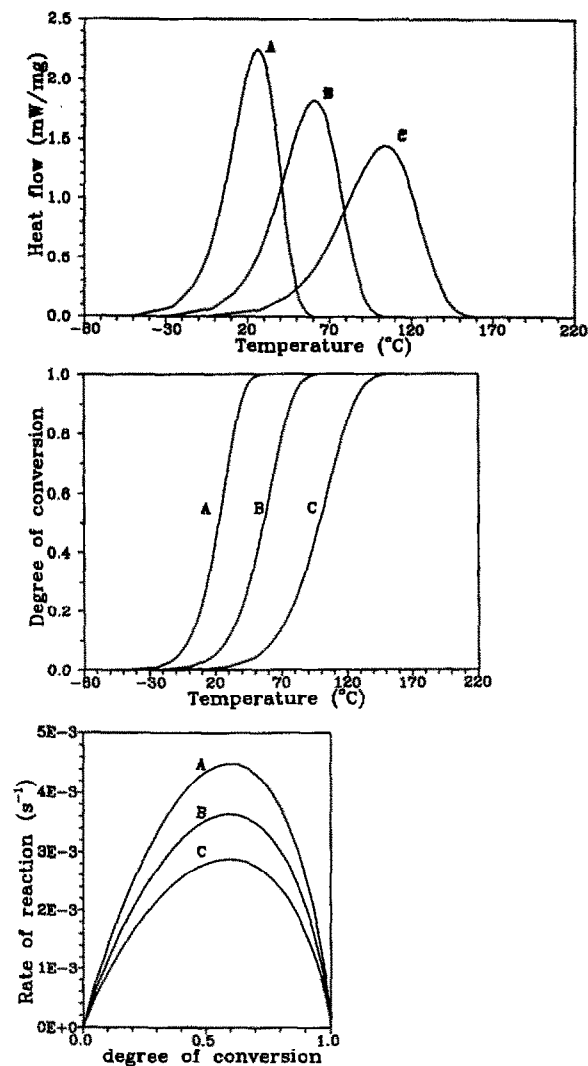 2.5
2.0
1.5
1.0
0.5
0.0
Heat flow (mW/mg)
A
B
C
-80 -30 20 70 120 170 220
Temperature (°C)
1.0
0.8
0.6
0.4
0.2
0.0
Degree of conversion
A B C
-80 -30 20 70 120 170 220
Temperature (°C)
5E-3
4E-3
3E-3
2E-3
1E-3
0E+0
Rate of reaction (s⁻¹)
A
B
C
0.0 0.5 1.0
degree of conversion